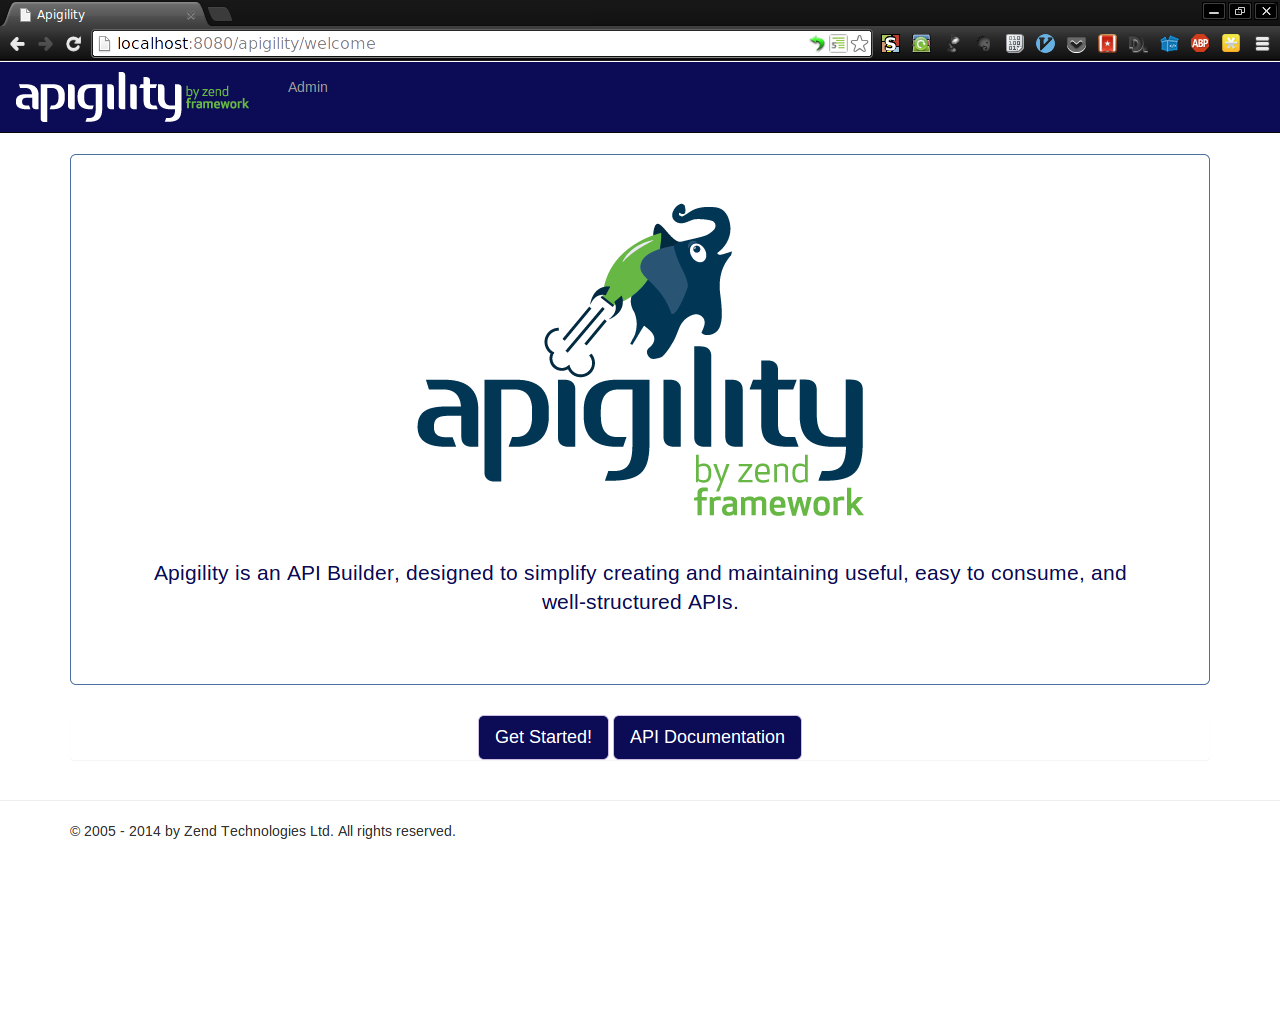 Apigility
localhost:8080/apigility/welcome
apigility by zend framework
Admin
apigility
by zend
framework
Apigility is an API Builder, designed to simplify creating and maintaining useful, easy to consume, and
well-structured APIs.
Get Started! API Documentation
© 2005 - 2014 by Zend Technologies Ltd. All rights reserved.